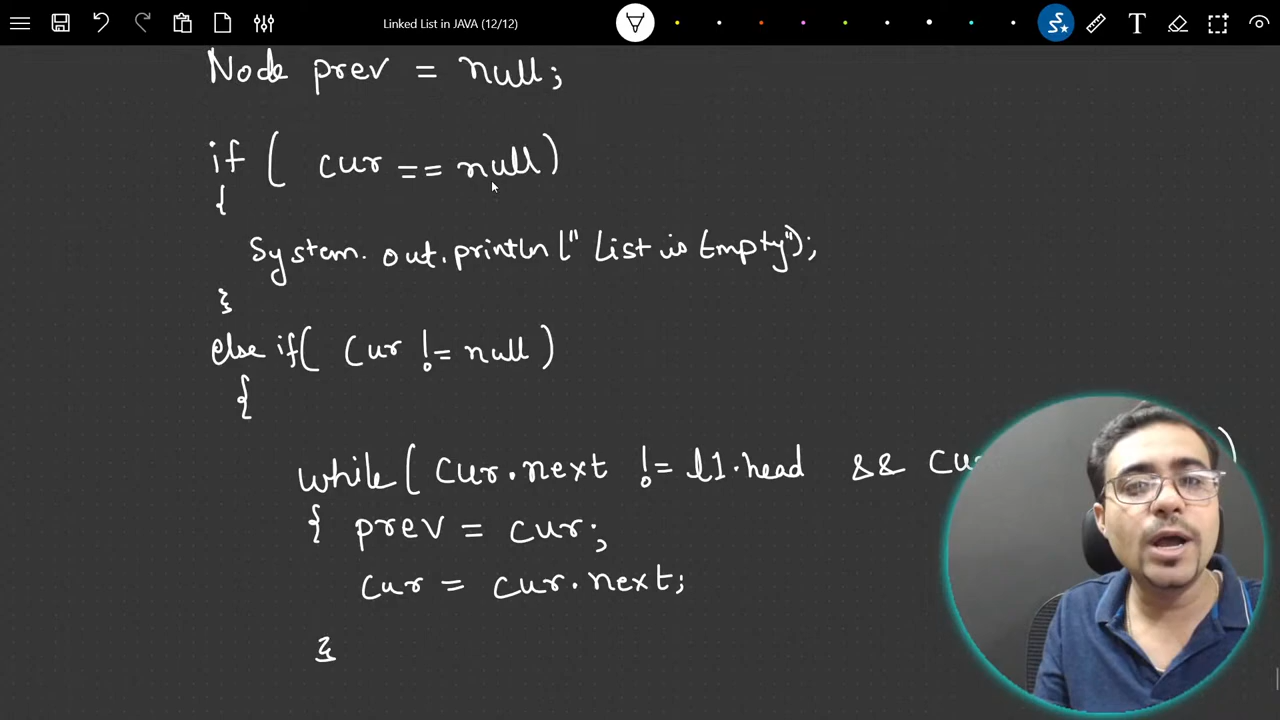 Linked List in JAVA (12/12)
T
Node prev = null;
if ( cur == null)
{
System. out. println (" List is Empty");
}
else if( Cur != null )
{
while( Cur.next != l1.head && cu
)
{ prev = cur;
cur = cur.next;
}